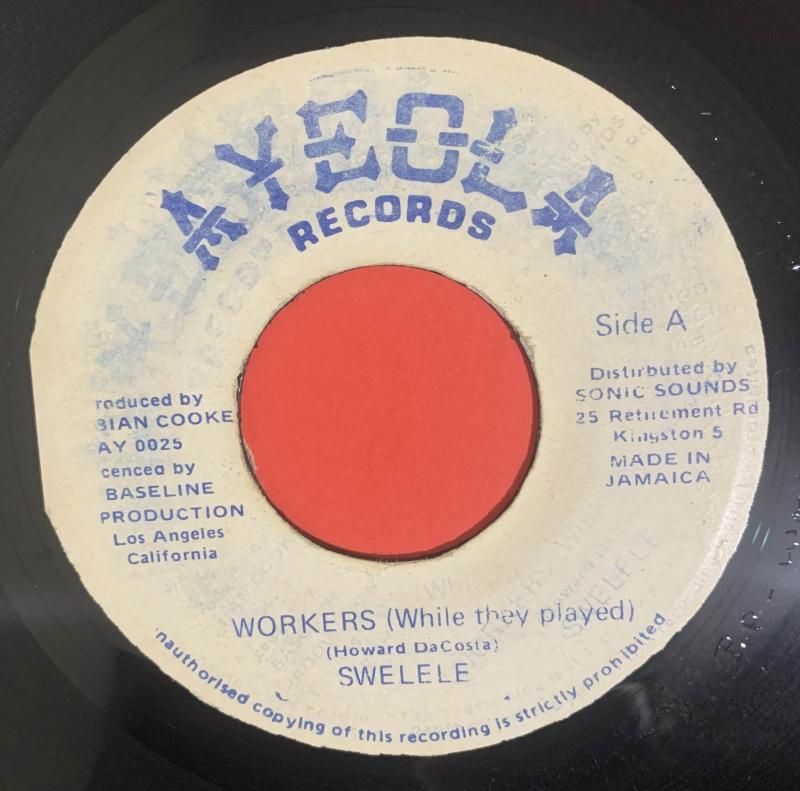 AYEOLA
RECORDS
Side A
roduced by
BIAN COOKE
AY 0025
cenced by
BASELINE
PRODUCTION
Los Angeles
California
Distirbuted by
SONIC SOUNDS
25 Retirement Rd
Kingston 5
MADE IN
JAMAICA
WORKERS (While they played)
(Howard DaCosta)
SWELELE
nauthorised copying of this recording is strictly prohibited